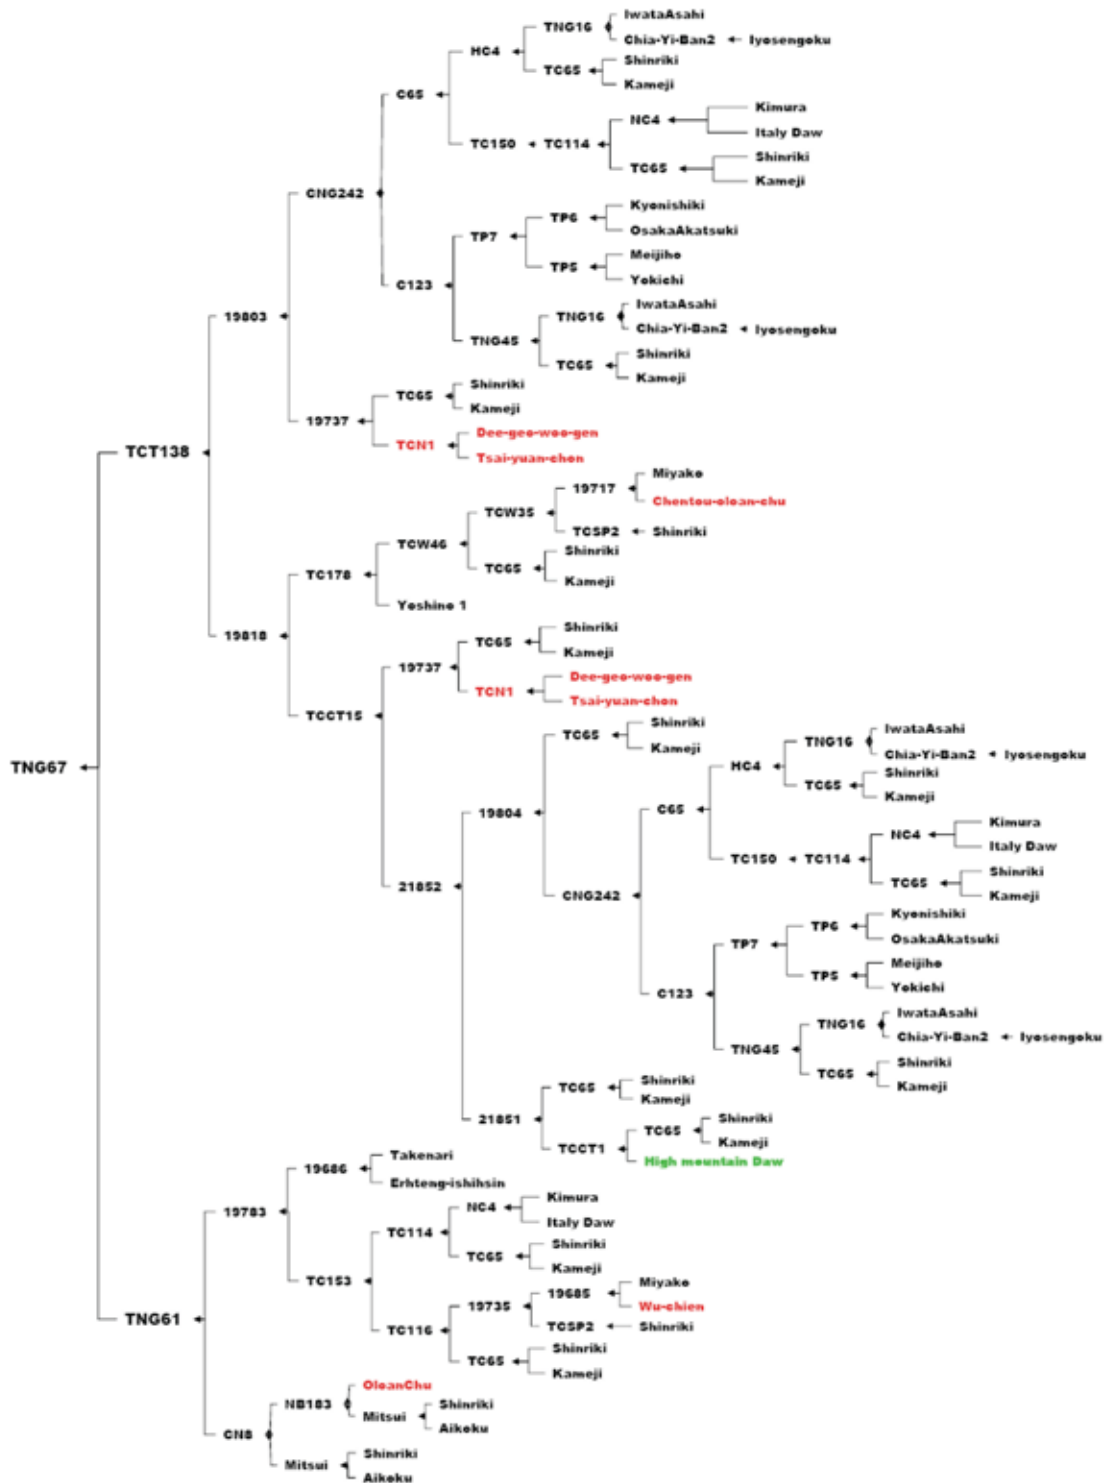 IwataAsahi
TNG16
Chia-Yi-Ban2 Iyosengoku
HC4
Shinriki
TC65
Kameji
C65
Kimura
NC4
Italy Daw
TC150 TC114
Shinriki
TC65
Kameji
CNG242
Kyonishiki
TP6
OsakaAkatsuki
TP7
Meijiho
TP5
Yokichi
C123
IwataAsahi
TNG16
Chia-Yi-Ban2 Iyosengoku
TNG45
Shinriki
TC65
Kameji
19803
Shinriki
TC65
Kameji
19737
Dee-geo-woo-gen
TCN1
Tsai-yuan-chon
TCT138
Miyako
19717
Chentou-oloan-chu
TCW35
TCSP2 Shinriki
TCW46
Shinriki
TC65
Kameji
TC178
Yoshino 1
19818
Shinriki
TC65
Kameji
19737
Dee-geo-woo-gen
TCN1
Tsai-yuan-chon
TCCT15
Shinriki
TC65
Kameji
IwataAsahi
TNG16
Chia-Yi-Ban2 Iyosengoku
TNG67
HC4
Shinriki
TC65
Kameji
19804
C65
Kimura
NC4
Italy Daw
TC150 TC114
Shinriki
TC65
Kameji
21852
CNG242
Kyonishiki
TP6
OsakaAkatsuki
TP7
Meijiho
TP5
Yokichi
C123
IwataAsahi
TNG16
Chia-Yi-Ban2 Iyosengoku
TNG45
Shinriki
TC65
Kameji
Shinriki
TC65
Kameji
21851
Shinriki
TC65
Kameji
TCCT1
High mountain Daw
Takenari
19686
Erhteng-ishihsin
19783
Kimura
NC4
Italy Daw
TC114
Shinriki
TC65
Kameji
TC153
Miyako
19685
Wu-chien
19735
TCSP2 Shinriki
TC116
Shinriki
TC65
Kameji
TNG61
OloanChu
NB183
Shinriki
Mitsui
Aikoku
CN8
Shinriki
Mitsui
Aikoku